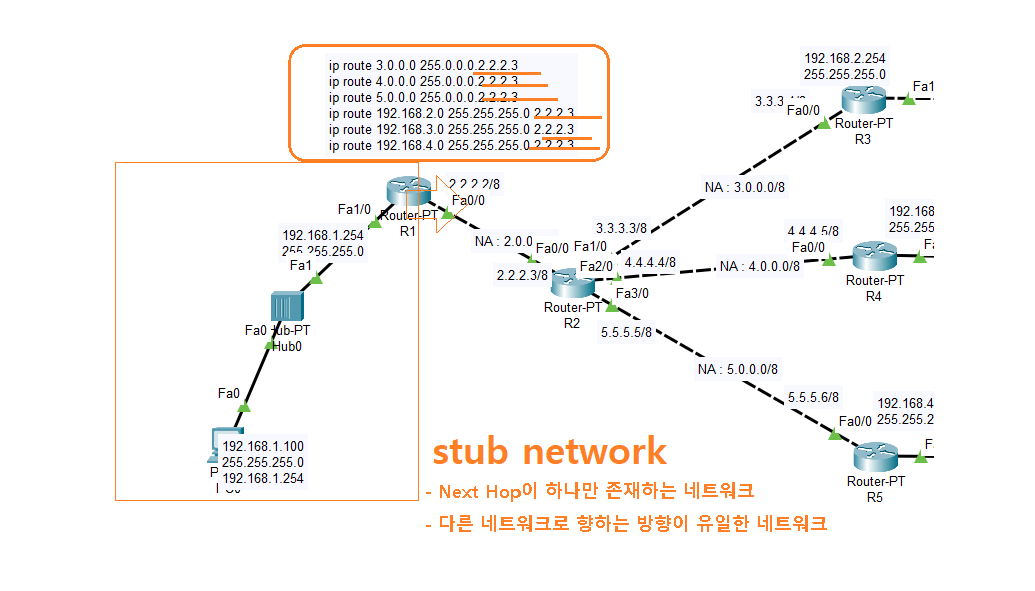 ip route 3.0.0.0 255.0.0.0 2.2.2.3
ip route 4.0.0.0 255.0.0.0 2.2.2.3
ip route 5.0.0.0 255.0.0.0 2.2.2.3
ip route 192.168.2.0 255.255.255.0 2.2.2.3
ip route 192.168.3.0 255.255.255.0 2.2.2.3
ip route 192.168.4.0 255.255.255.0 2.2.2.3
192.168.2.254
255.255.255.0
Fa1
3.3.3
Fa0/0
Router-PT
R3
NA : 3.0.0.0/8
2.2.2.2/8
Fa0/0
Fa1/0
Router-PT
R1
192.168.1.254
255.255.255.0
Fa1
NA : 2.0.0
Fa0/0
2.2.2.3/8
3.3.3.3/8
Fa1/0
Fa2/0
4.4.4.4/8
Fa3/0
Router-PT
R2
5.5.5.5/8
192.168
255.255
4.4.4.5/8
Fa0/0
NA : 4.0.0.0/8
Router-PT
R4
Fa0
ub-PT
Hub0
Fa0
NA : 5.0.0.0/8
5.5.5.6/8
192.168.4
255.255.2
Fa0/0
Router-PT
R5
192.168.1.100
255.255.255.0
192.168.1.254
stub network
- Next Hop이 하나만 존재하는 네트워크
- 다른 네트워크로 향하는 방향이 유일한 네트워크